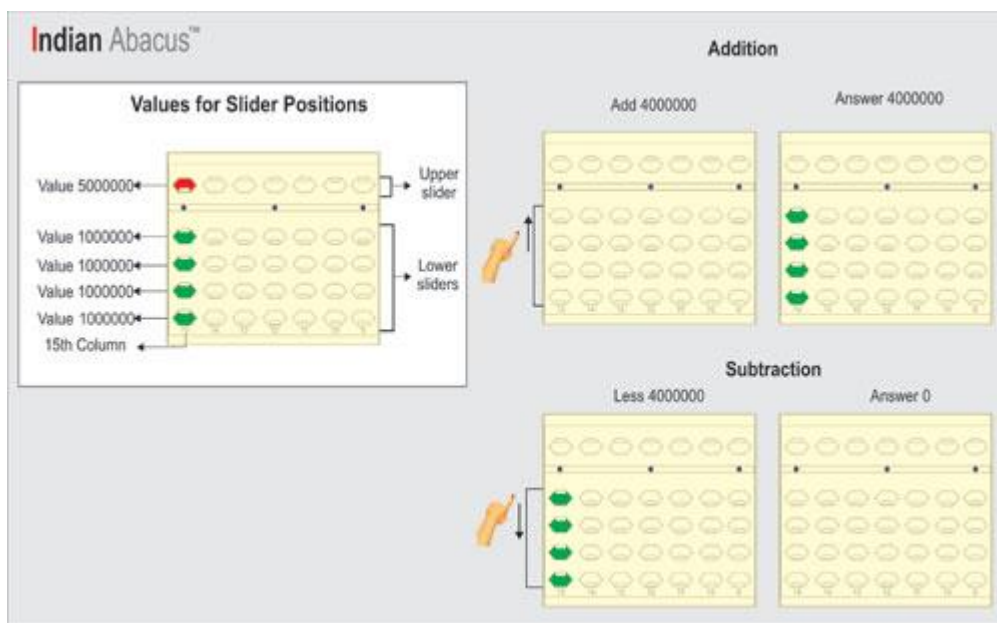 Indian Abacus™
Values for Slider Positions
Value 5000000
Upper
slider
Value 1000000
Value 1000000
Value 1000000
Value 1000000
Lower
sliders
15th Column
Addition
Add 4000000
Answer 4000000
Subtraction
Less 4000000
Answer 0